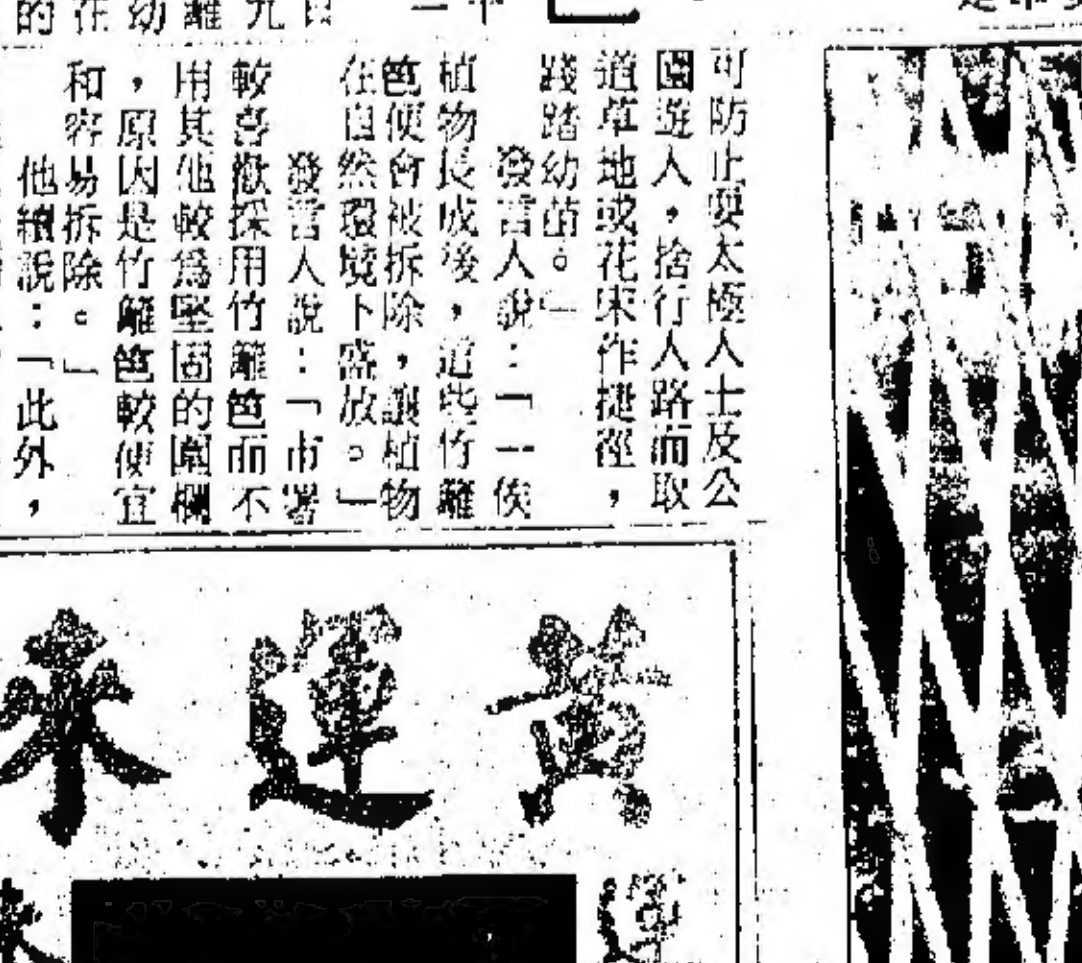 可防止耍太極人士及公
園遊人，捨行人路而取
道草地或花床作捷徑，
踐踏幼苗。」
發言人說：「一俟
植物長成後，這些竹籬
笆便會被拆除，讓植物
在自然環境下盛放。」
發言人說：「市署
較喜歡採用竹籬笆而不
用其他較為堅固的圍欄
，原因是竹籬笆較便宜
和容易拆除。」
他續說：「此外，
黃運來